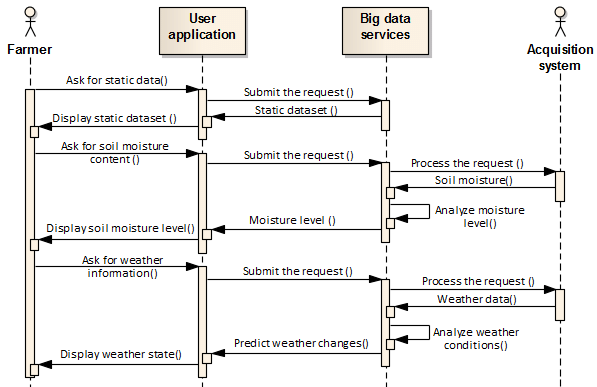 Farmer
User
application
Big data
services
Acquisition
system
Ask for static data()
Submit the request ()
Static dataset ()
Display static dataset ()
Ask for soil moisture
content ()
Submit the request ()
Process the request ()
Soil moisture()
Analyze moisture
level()
Moisture level ()
Display soil moisture level()
Ask for weather
infomation()
Submit the request ()
Process the request ()
Weather data()
Analyze weather
conditions()
Predict weather changes()
Display weather state()